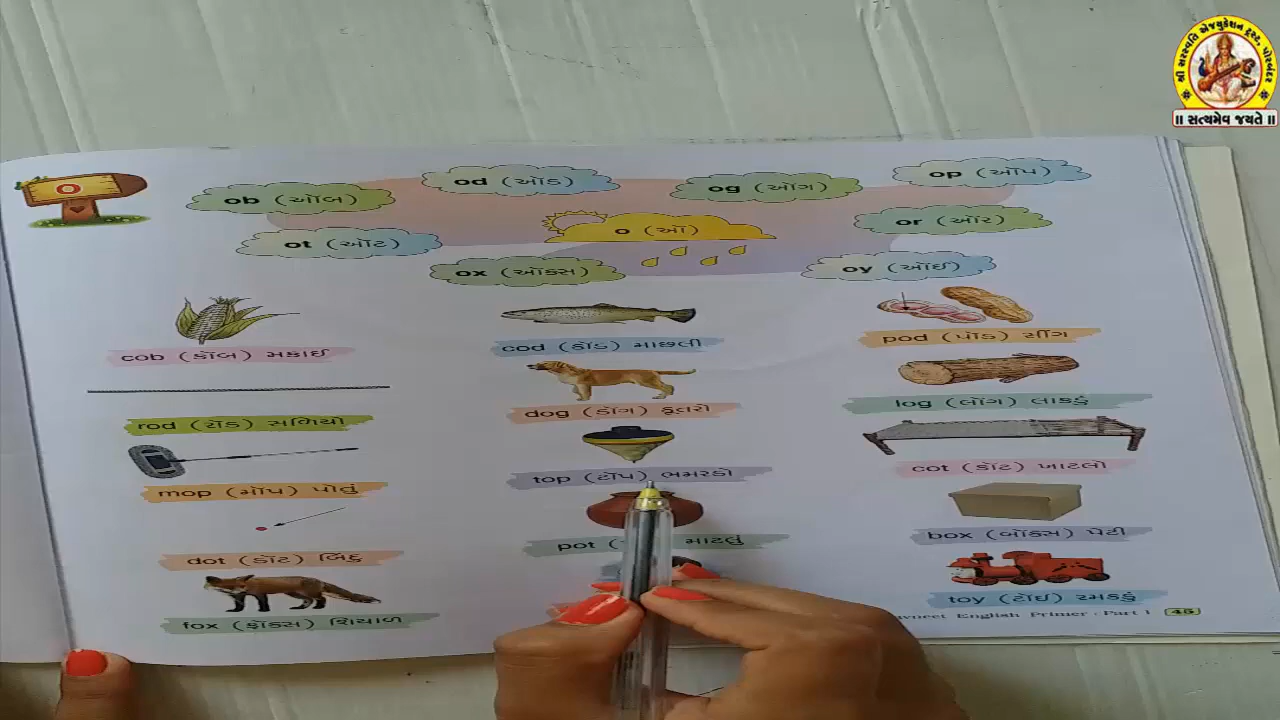 શ્રી સરસ્વતી એજ્યુકેશન ટ્રસ્ટ, પોરબંદર
॥ સત્યમેવ જયતે ॥
o
ob (ઑબ)
od (ઑડ)
og (ઑગ)
op (ઑપ)
ot (ઑટ)
o (ઑ)
or (ઑર)
ox (ઑક્સ)
oy (ઑઈ)
cob (કૉબ) મકાઈ
cod (કૉડ) માછલી
pod (પૉડ) સીંગ
rod (રૉડ) સળિયો
dog (ડૉગ) કૂતરો
log (લૉગ) લાકડું
mop (મૉપ) પોતું
top (ટૉપ) ભમરડો
cot (કૉટ) ખાટલો
dot (ડૉટ) બિંદુ
pot ( માટલું
box (બૉક્સ) પેટી
fox (ફૉક્સ) શિયાળ
toy (ટૉઈ) રમકડું
English Primer : Part 1 45